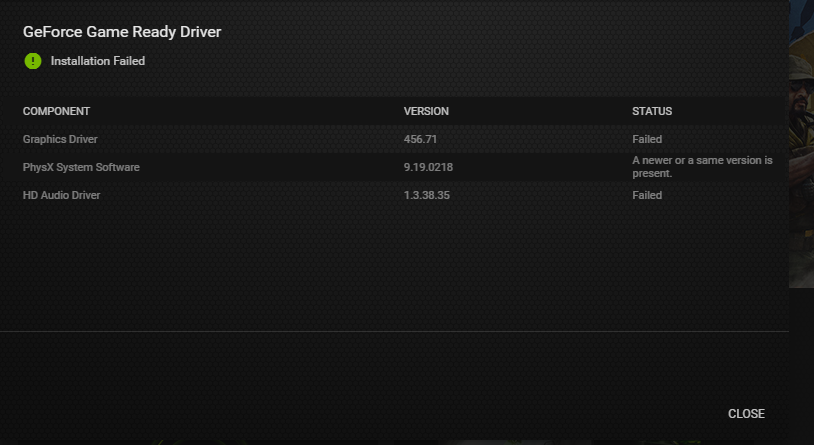 GeForce Game Ready Driver
Installation Failed
COMPONENT VERSION STATUS
Graphics Driver 456.71 Failed
PhysX System Software 9.19.0218 A newer or a same version is
present.
HD Audio Driver 1.3.38.35 Failed
CLOSE